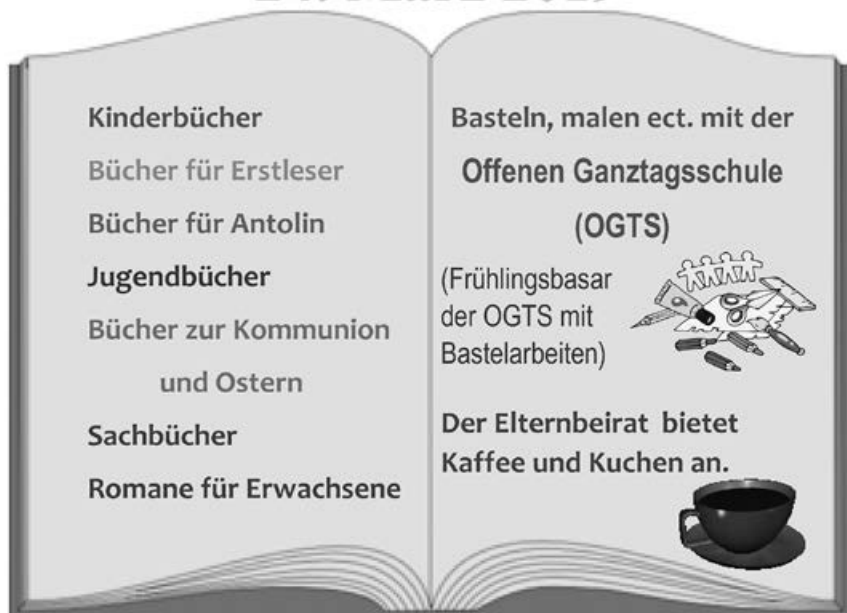 Kinderbücher
Bücher für Erstleser
Bücher für Antolin
Jugendbücher
Bücher zur Kommunion
und Ostern
Sachbücher
Romane für Erwachsene
Basteln, malen ect. mit der
Offenen Ganztagsschule
(OGTS)
(Frühlingsbasar
der OGTS mit
Bastelarbeiten)
Der Elternbeirat bietet
Kaffee und Kuchen an.